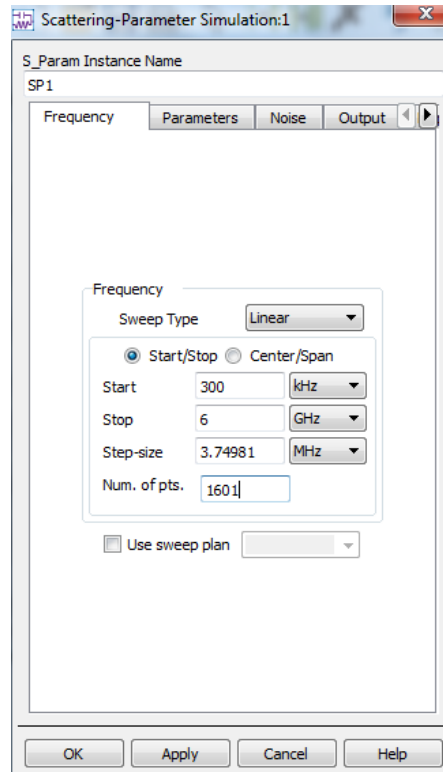 Scattering-Parameter Simulation:1
S_Param Instance Name
SP1
Frequency Parameters Noise Output
Frequency
Sweep Type Linear
Start/Stop Center/Span
Start 300 kHz
Stop 6 GHz
Step-size 3.74981 MHz
Num. of pts. 1601
Use sweep plan
OK Apply Cancel Help